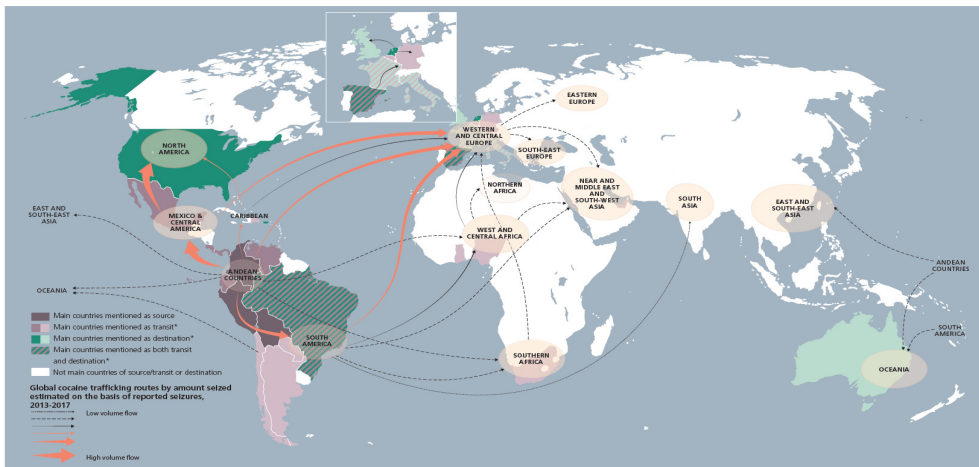 EASTERN
EUROPE
NORTH
AMERICA
WESTERN
AND CENTRAL
EUROPE
SOUTH-EAST
EUROPE
NORTHERN
AFRICA
NEAR AND
MIDDLE EAST
AND
SOUTH-WEST
ASIA
SOUTH
ASIA
EAST AND
SOUTH-EAST
ASIA
EAST AND
SOUTH-EAST
ASIA
MEXICO &
CENTRAL
AMERICA
CARIBBEAN
WEST AND
CENTRAL AFRICA
ANDEAN
COUNTRIES
ANDEAN
COUNTRIES
OCEANIA
SOUTH
AMERICA
SOUTH
AMERICA
SOUTHERN
AFRICA
OCEANIA
Main countries mentioned as source
Main countries mentioned as transit*
Main countries mentioned as destination*
Main countries mentioned as both transit
and destination*
Not main countries of source/transit or destination
Global cocaine trafficking routes by amount seized
estimated on the basis of reported seizures,
2013-2017
Low volume flow
High volume flow